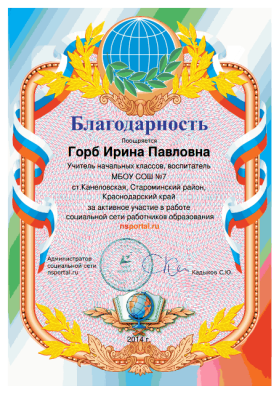 Благодарность
Поощряется
Горб Ирина Павловна
Учитель начальных классов, воспитатель
МБОУ СОШ №7
ст.Канеловская, Староминский район,
Краснодарский край
за активное участие в работе
социальной сети работников образования
nsportal.ru
Администратор
социальной сети
nsportal.ru
Кадыков С.Ю.
2014 г.